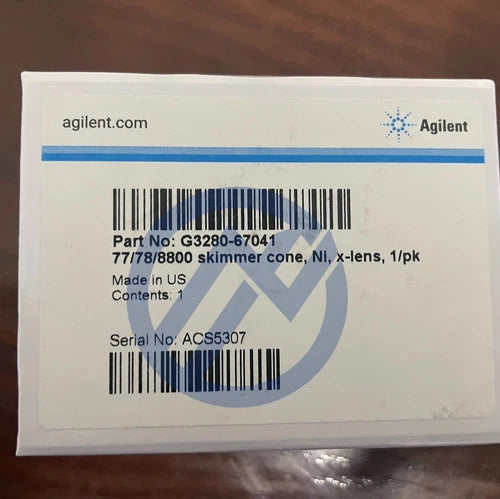 agilent.com
Agilent
Part No: G3280-67041
77/78/8800 skimmer cone, Ni, x-lens, 1/pk
Made in US
Contents: 1
Serial No: ACS5307